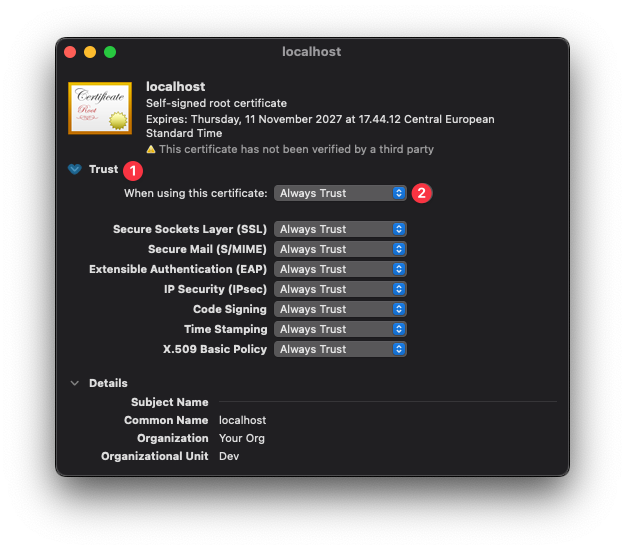 localhost
Certificate
Root
localhost
Self-signed root certificate
Expires: Thursday, 11 November 2027 at 17.44.12 Central European
Standard Time
This certificate has not been verified by a third party
Trust 1
When using this certificate: Always Trust 2
Secure Sockets Layer (SSL) Always Trust
Secure Mail (S/MIME) Always Trust
Extensible Authentication (EAP) Always Trust
IP Security (IPsec) Always Trust
Code Signing Always Trust
Time Stamping Always Trust
X.509 Basic Policy Always Trust
Details
Subject Name
Common Name localhost
Organization Your Org
Organizational Unit Dev